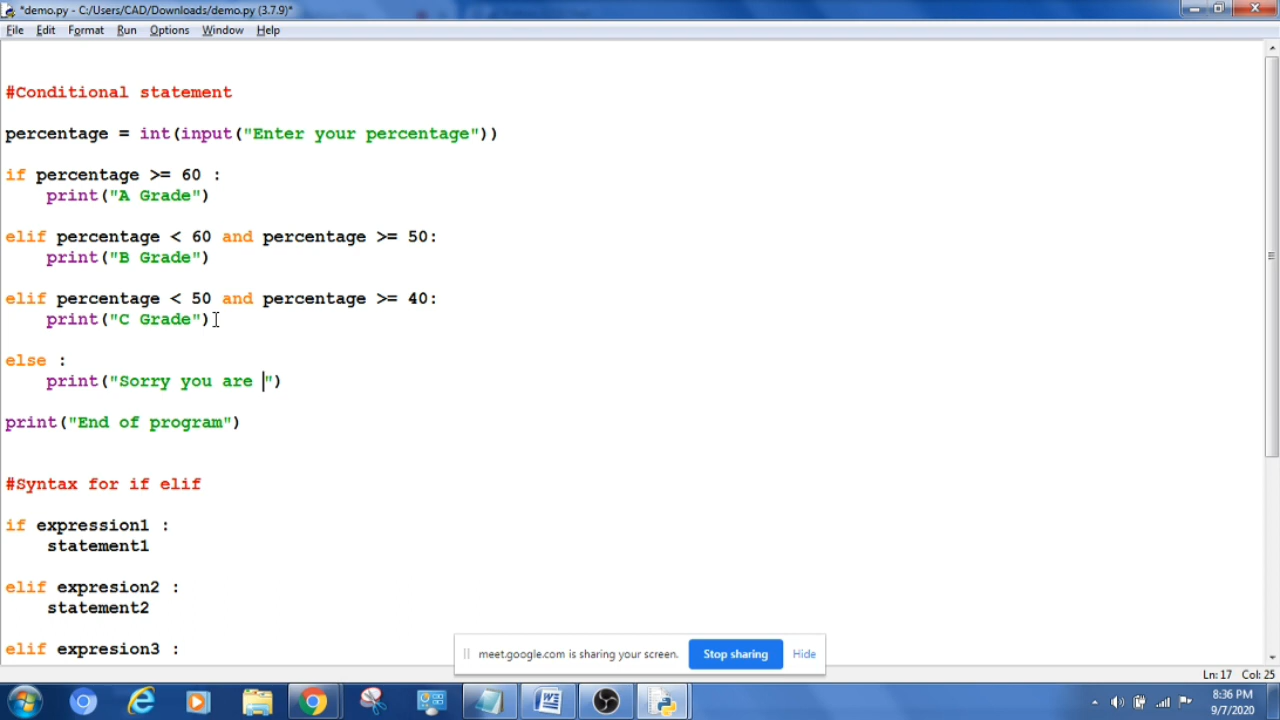 *demo.py - C:/Users/CAD/Downloads/demo.py (3.7.9)*
File Edit Format Run Options Window Help
#Conditional statement
percentage = int(input("Enter your percentage"))
if percentage >= 60 :
    print("A Grade")
elif percentage < 60 and percentage >= 50:
    print("B Grade")
elif percentage < 50 and percentage >= 40:
    print("C Grade")
else :
    print("Sorry you are ")
print("End of program")
#Syntax for if elif
if expression1 :
    statement1
elif expresion2 :
    statement2
elif expresion3 :
meet.google.com is sharing your screen. Stop sharing Hide
Ln: 17 Col: 25
8:36 PM
9/7/2020